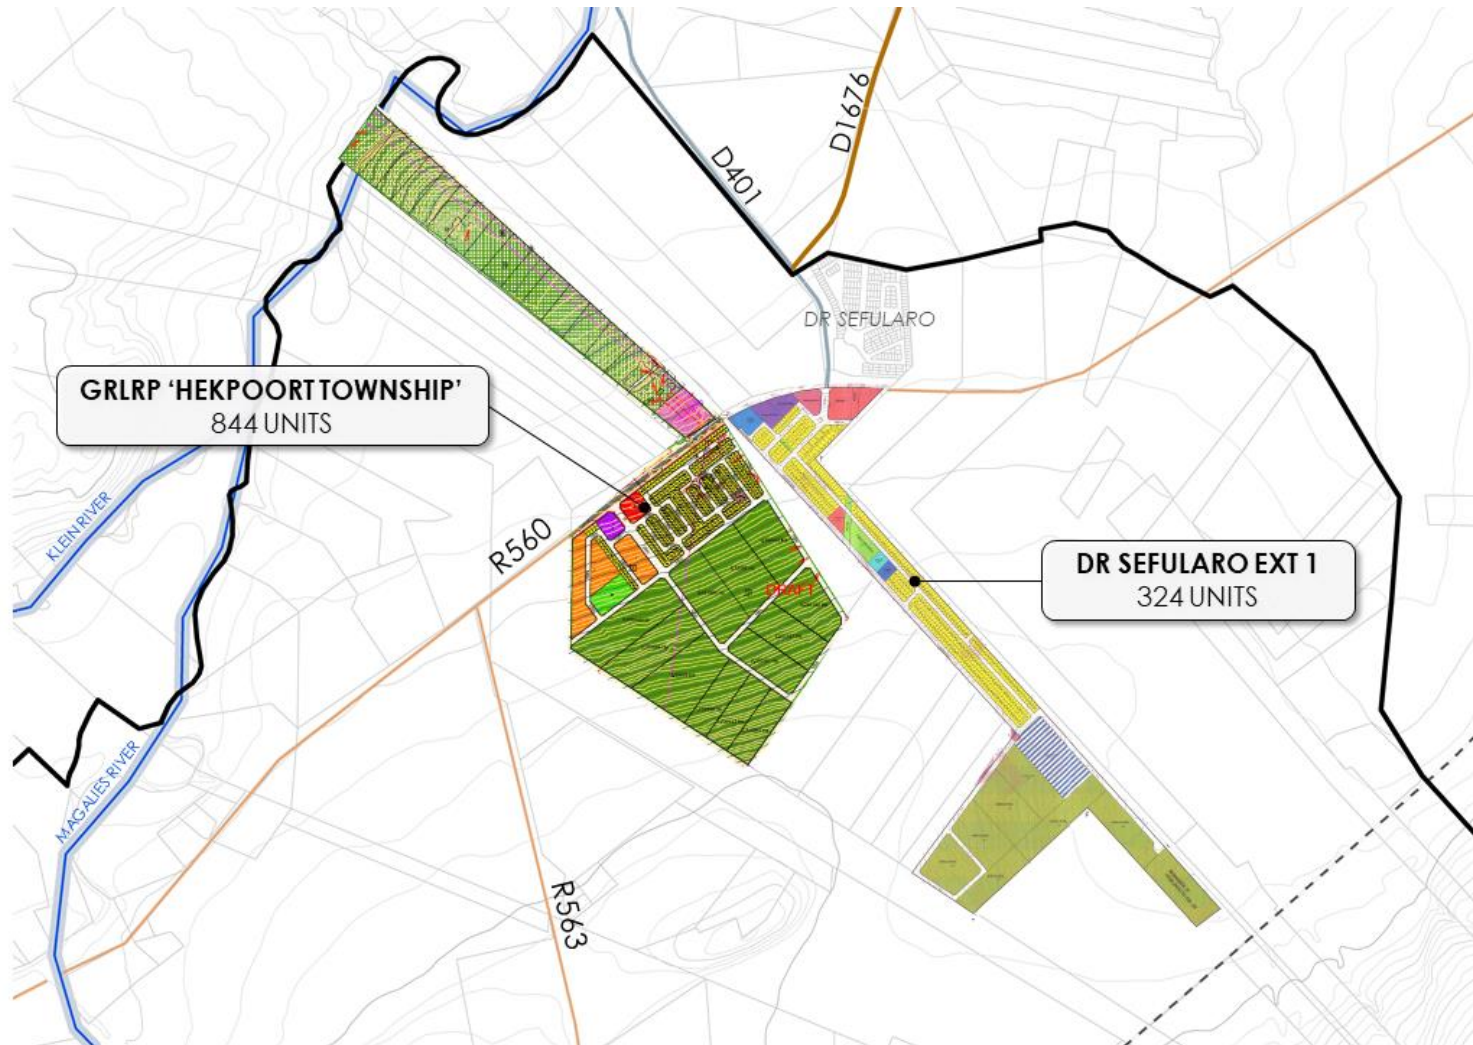 D1676
D401
DR SEFULARO
GRLRP ‘HEKPOORT TOWNSHIP’
844 UNITS
KLEIN RIVER
R560
DRAFT
DR SEFULARO EXT 1
324 UNITS
MAGALIES RIVER
R563